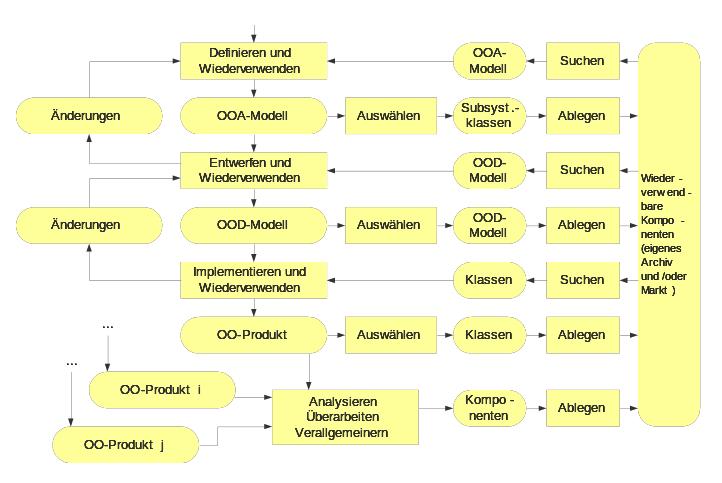 Definieren und
Wiederverwenden
OOA-
Modell
Suchen
Änderungen
OOA-Modell
Auswählen
Subsyst.-
klassen
Ablegen
Entwerfen und
Wiederverwenden
OOD-
Modell
Suchen
Wieder -
verwend -
bare
Kompo -
nenten
(eigenes
Archiv
und /oder
Markt )
Änderungen
OOD-Modell
Auswählen
OOD-
Modell
Ablegen
Implementieren und
Wiederverwenden
Klassen
Suchen
OO-Produkt
Auswählen
Klassen
Ablegen
...
...
OO-Produkt i
Analysieren
Überarbeiten
Verallgemeinern
Kompo -
nenten
Ablegen
OO-Produkt j